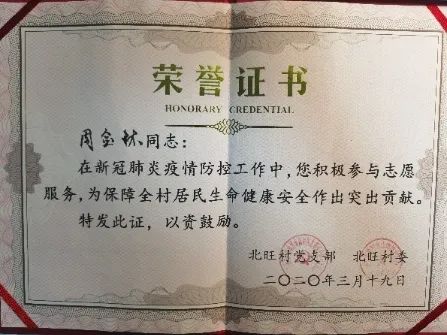 荣誉证书
HONORARY CREDENTIAL
周金林同志:
在新冠肺炎疫情防控工作中,您积极参与志愿
服务,为保障全村居民生命健康安全作出突出贡献。
特发此证,以资鼓励。
北旺村党支部 北旺村委
二〇二〇年三月十九日